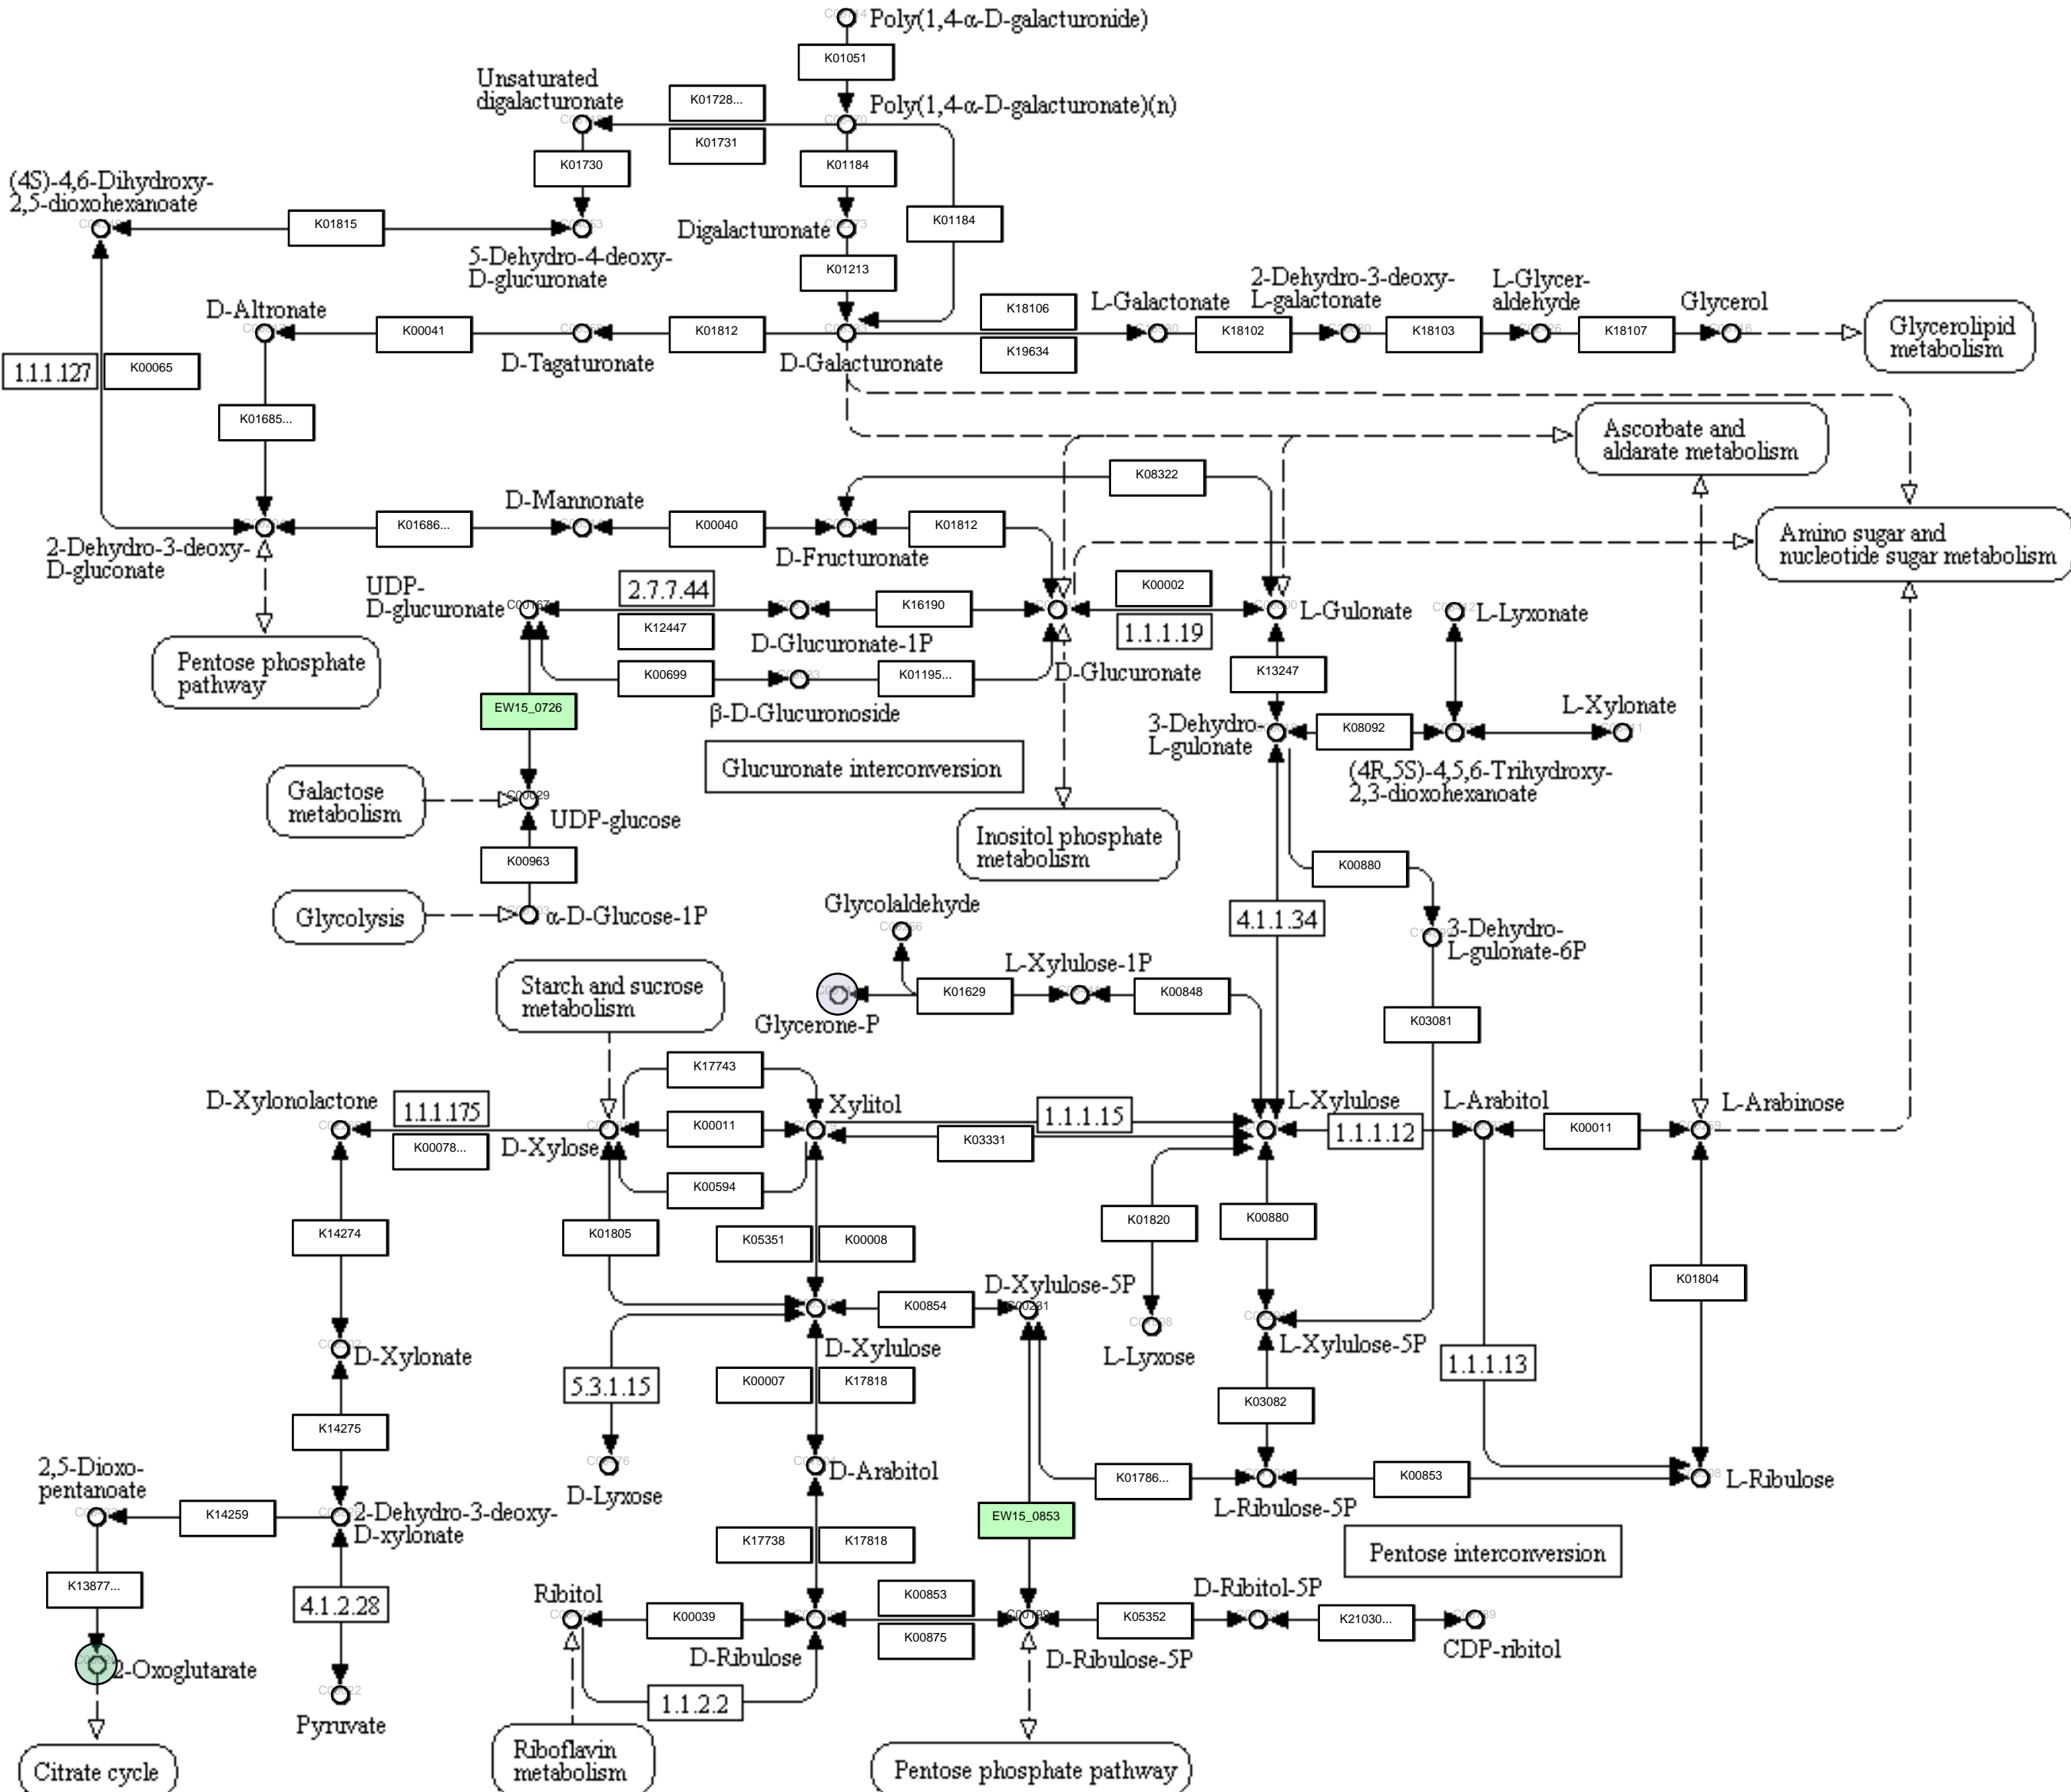 Poly(1,4-α-D-galacturonide)
K01051
Unsaturated
digalacturonate
K01728...
Poly(1,4-α-D-galacturonate)(n)
K01731
K01730
K01184
(4S)-4,6-Dihydroxy-
2,5-dioxohexanoate
K01815
Digalacturonate
K01184
5-Dehydro-4-deoxy-
D-glucuronate
K01213
D-Altronate
K00041
D-Tagaturonate
K01812
D-Galacturonate
K18106
K19634
L-Galactonate
K18102
2-Dehydro-3-deoxy-
L-galactonate
K18103
L-Glycer-
aldehyde
K18107
Glycerol
Glycerolipid
metabolism
1.1.1.127
K00065
K01685...
Ascorbate and
aldarate metabolism
K08322
D-Mannonate
K01686...
K00040
K01812
D-Fructuronate
Amino sugar and
nucleotide sugar metabolism
2-Dehydro-3-deoxy-
D-gluconate
UDP-
D-glucuronate
2.7.7.44
K12447
K16190
D-Glucuronate-1P
K00002
1.1.1.19
L-Gulonate
L-Lyxonate
Pentose phosphate
pathway
K00699
K01195...
D-Glucuronate
K13247
EW15_0726
β-D-Glucuronoside
3-Dehydro-
L-gulonate
K08092
L-Xylonate
Glucuronate interconversion
(4R,5S)-4,5,6-Trihydroxy-
2,3-dioxohexanoate
Galactose
metabolism
C00029
UDP-glucose
Inositol phosphate
metabolism
K00963
K00880
Glycolysis
α-D-Glucose-1P
Glycolaldehyde
4.1.1.34
3-Dehydro-
L-gulonate-6P
Starch and sucrose
metabolism
L-Xylulose-1P
K01629
K00848
Glycerone-P
K03081
K17743
D-Xylonolactone
1.1.1.175
K00078...
D-Xylose
K00011
Xylitol
1.1.1.15
K03331
L-Xylulose
1.1.1.12
L-Arabitol
K00011
L-Arabinose
K00594
K14274
K01805
K05351
K00008
K01820
K00880
K01804
D-Xylulose-5P
K00854
C00231
D-Xylonate
D-Xylulose
L-Lyxose
L-Xylulose-5P
5.3.1.15
K00007
K17818
1.1.1.13
K03082
K14275
2,5-Dioxo-
pentanoate
D-Lyxose
D-Arabitol
K01786...
K00853
L-Ribulose
L-Ribulose-5P
K14259
2-Dehydro-3-deoxy-
D-xylonate
EW15_0853
K17738
K17818
Pentose interconversion
K13877...
4.1.2.28
Ribitol
K00039
K00853
K00875
C00199
K05352
D-Ribitol-5P
K21030...
CDP-ribitol
D-Ribulose
D-Ribulose-5P
2-Oxoglutarate
1.1.2.2
Pyruvate
Citrate cycle
Riboflavin
metabolism
Pentose phosphate pathway